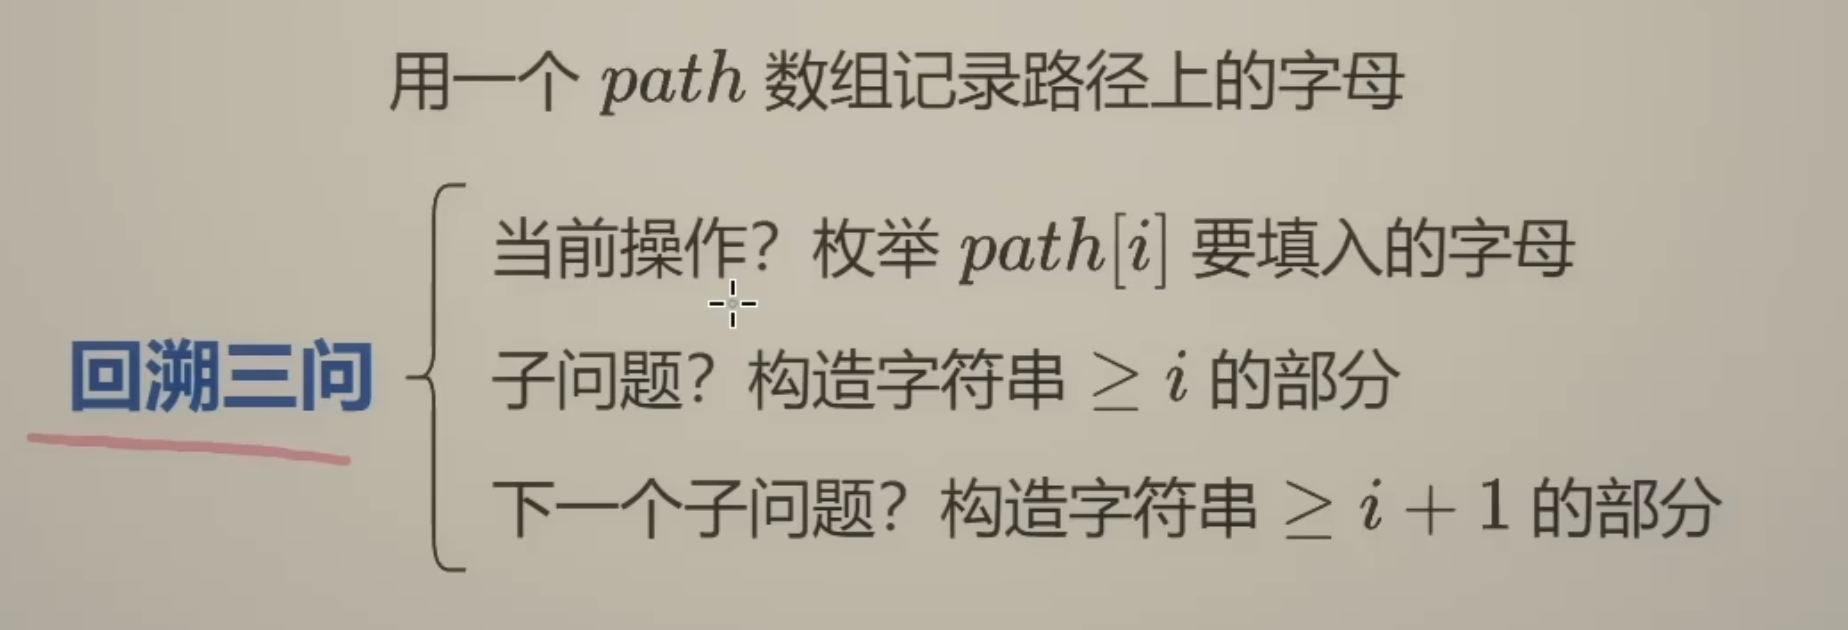 用一个 path 数组记录路径上的字母
当前操作？枚举 path[i] 要填入的字母
回溯三问
子问题？构造字符串 ≥ i 的部分
下一个子问题？构造字符串 ≥ i + 1 的部分